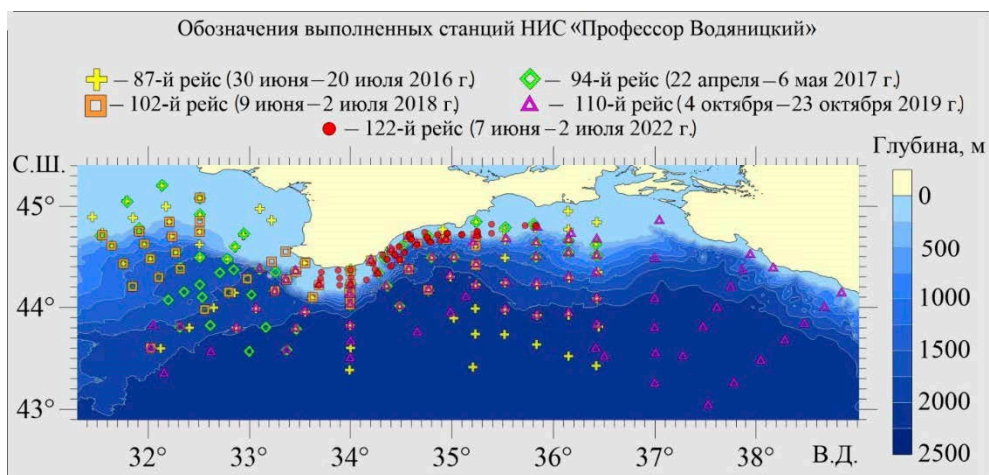 Обозначения выполненных станций НИС «Профессор Водяницкий»
– 87-й рейс (30 июня – 20 июля 2016 г.)
– 94-й рейс (22 апреля – 6 мая 2017 г.)
– 102-й рейс (9 июня – 2 июля 2018 г.)
– 110-й рейс (4 октября – 23 октября 2019 г.)
– 122-й рейс (7 июня – 2 июля 2022 г.)
Глубина, м
С.Ш.
0
45°
500
44°
1000
1500
2000
43°
2500
32° 33° 34° 35° 36° 37° 38° В.Д.